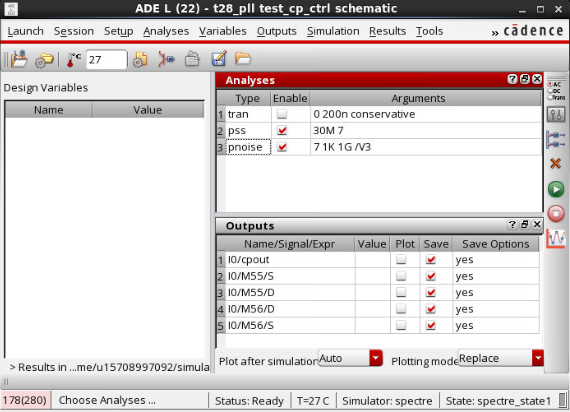 ADE L (22) - t28_pll test_cp_ctrl schematic
Launch Session Setup Analyses Variables Outputs Simulation Results Tools » cādence
27
Design Variables
Name Value
Analyses
Type Enable Arguments
1 tran 0 200n conservative
2 pss 30M 7
3 pnoise 7 1K 1G /V3
AC
DC
Trans
Outputs
Name/Signal/Expr Value Plot Save Save Options
1 I0/cpout yes
2 I0/M55/S yes
3 I0/M55/D yes
4 I0/M56/D yes
5 I0/M56/S yes
> Results in ...me/u15708997092/simula
Plot after simulation Auto Plotting mode Replace
178(280) Choose Analyses ... Status: Ready T=27 C Simulator: spectre State: spectre_state1